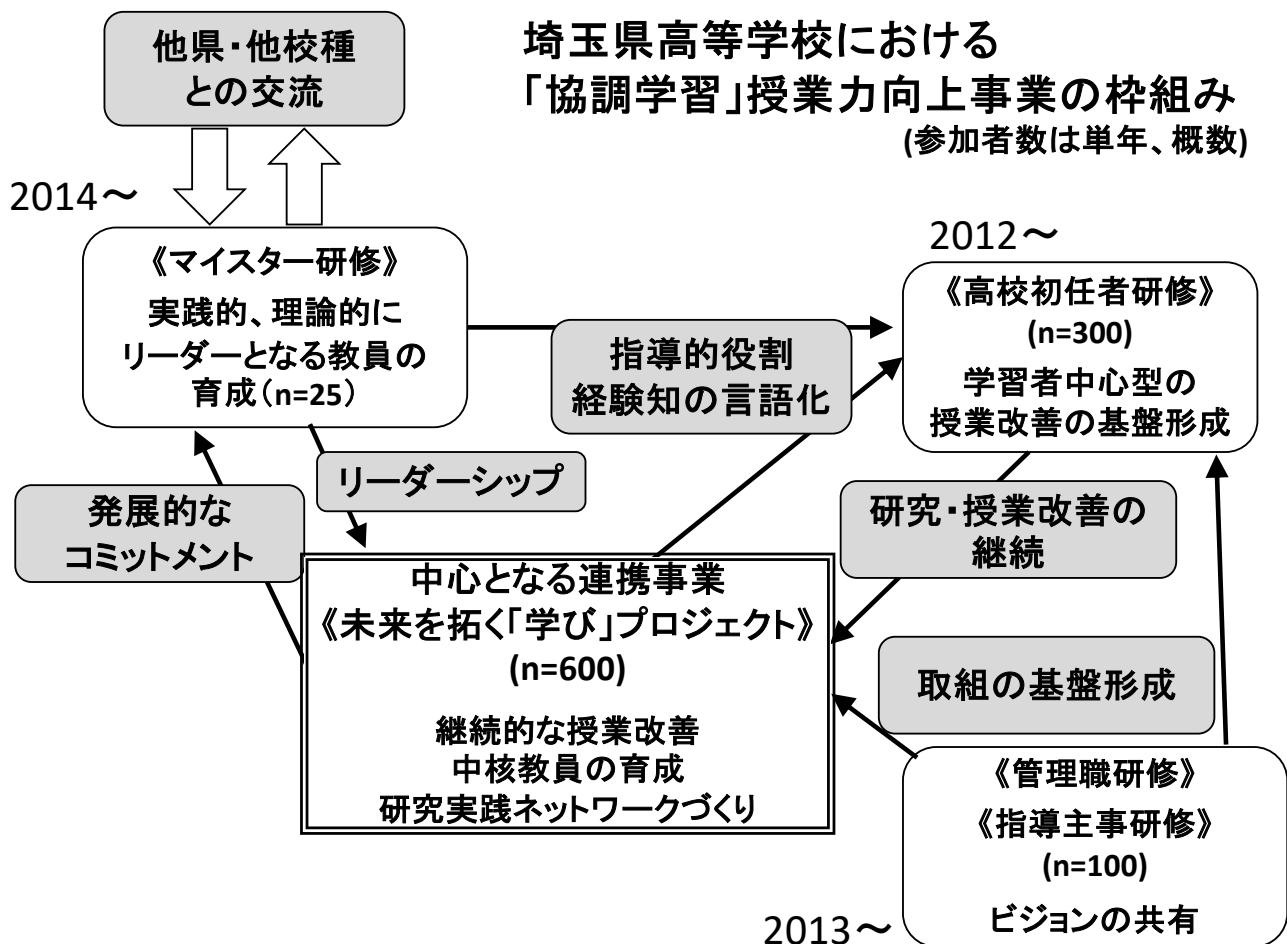 他県・他校種
との交流
埼玉県高等学校における
「協調学習」授業力向上事業の枠組み
(参加者数は単年、概数)
2014～
《マイスター研修》
実践的、理論的に
リーダーとなる教員の
育成（n=25）
2012～
《高校初任者研修》
(n=300)
学習者中心型の
授業改善の基盤形成
指導的役割
経験知の言語化
リーダーシップ
発展的な
コミットメント
研究・授業改善の
継続
中心となる連携事業
《未来を拓く「学び」プロジェクト》
(n=600)
継続的な授業改善
中核教員の育成
研究実践ネットワークづくり
取組の基盤形成
《管理職研修》
《指導主事研修》
(n=100)
ビジョンの共有
2013～